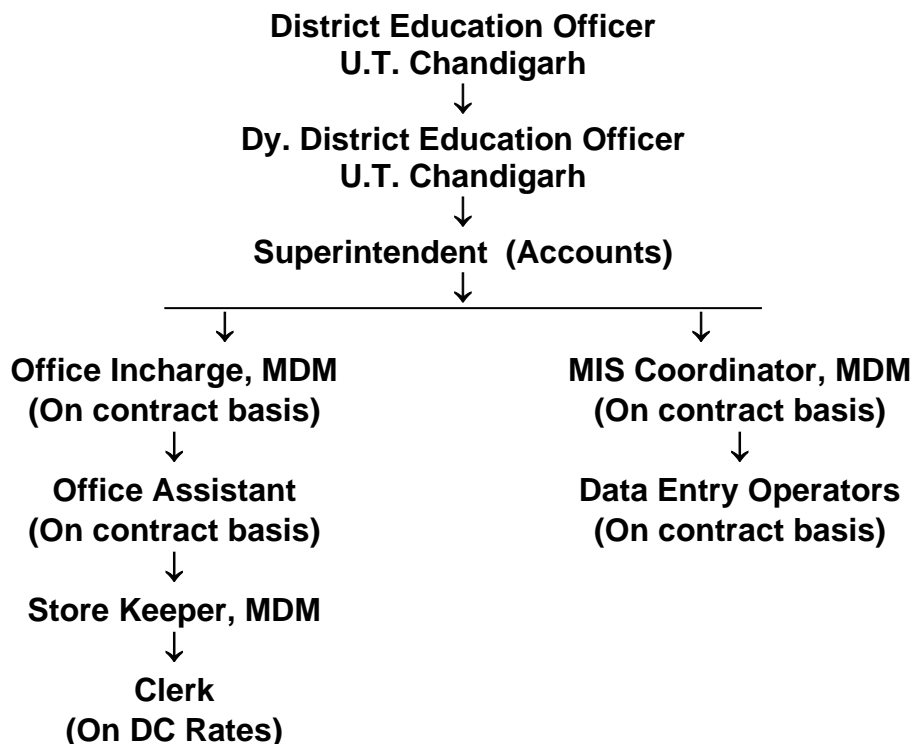 District Education Officer
U.T. Chandigarh
Dy. District Education Officer
U.T. Chandigarh
Superintendent (Accounts)
Office Incharge, MDM
(On contract basis)
Office Assistant
(On contract basis)
Store Keeper, MDM
Clerk
(On DC Rates)
MIS Coordinator, MDM
(On contract basis)
Data Entry Operators
(On contract basis)